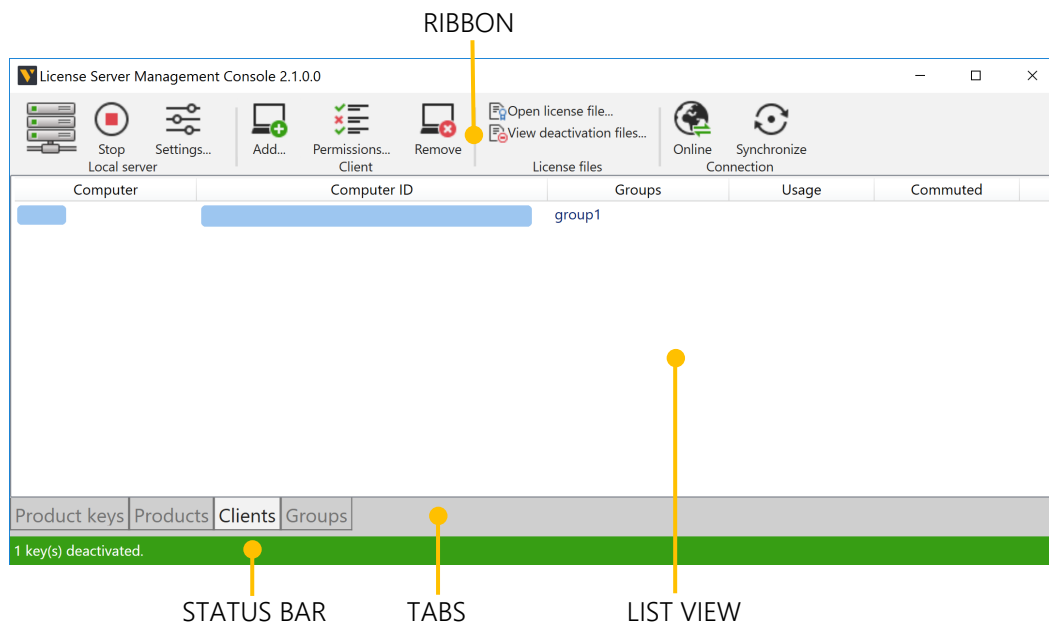 RIBBON
License Server Management Console 2.1.0.0
Open license file...
View deactivation files...
Stop Settings... Add... Permissions... Remove Online Synchronize
Local server Client License files Connection
Computer Computer ID Groups Usage Commuted
group1
Product keys Products Clients Groups
1 key(s) deactivated.
STATUS BAR TABS LIST VIEW